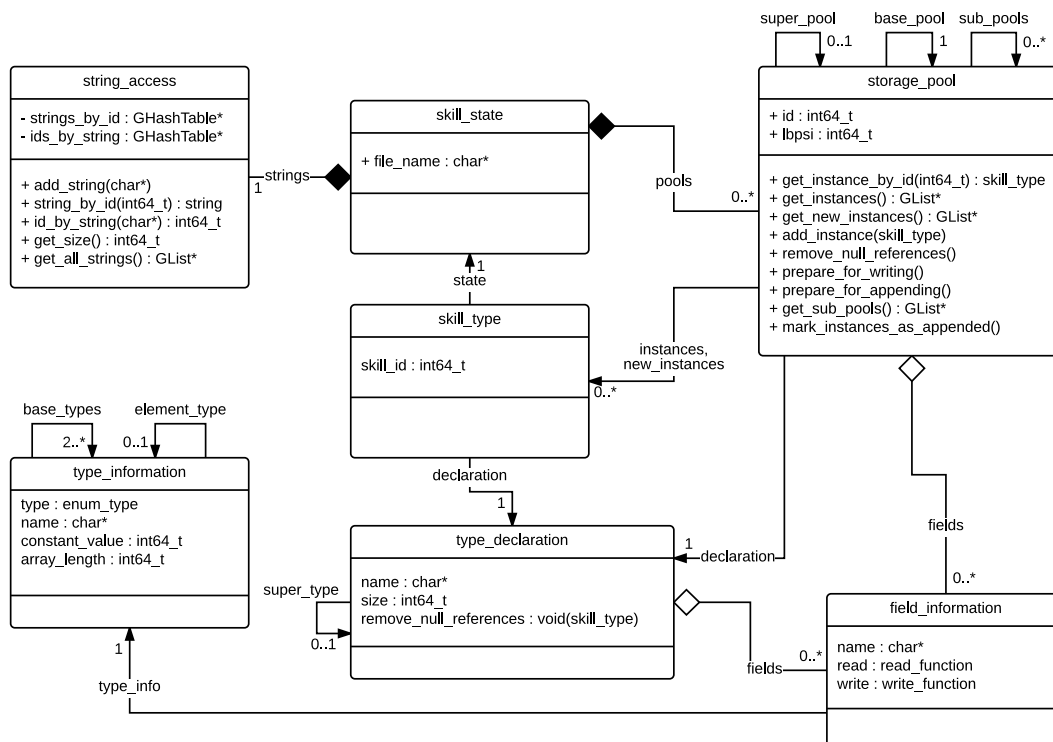 super_pool
0..1
base_pool
1
sub_pools
0..*
string_access
- strings_by_id : GHashTable*
- ids_by_string : GHashTable*
+ add_string(char*)
+ string_by_id(int64_t) : string
+ id_by_string(char*) : int64_t
+ get_size() : int64_t
+ get_all_strings() : GList*
strings
1
skill_state
+ file_name : char*
pools
0..*
storage_pool
+ id : int64_t
+ lbpsi : int64_t
+ get_instance_by_id(int64_t) : skill_type
+ get_instances() : GList*
+ get_new_instances() : GList*
+ add_instance(skill_type)
+ remove_null_references()
+ prepare_for_writing()
+ prepare_for_appending()
+ get_sub_pools() : GList*
+ mark_instances_as_appended()
1
state
skill_type
skill_id : int64_t
instances,
new_instances
0..*
base_types
2..*
element_type
0..1
type_information
type : enum_type
name : char*
constant_value : int64_t
array_length : int64_t
declaration
1
type_declaration
name : char*
size : int64_t
remove_null_references : void(skill_type)
super_type
0..1
1
declaration
fields
0..*
fields
0..*
field_information
name : char*
read : read_function
write : write_function
1
type_info